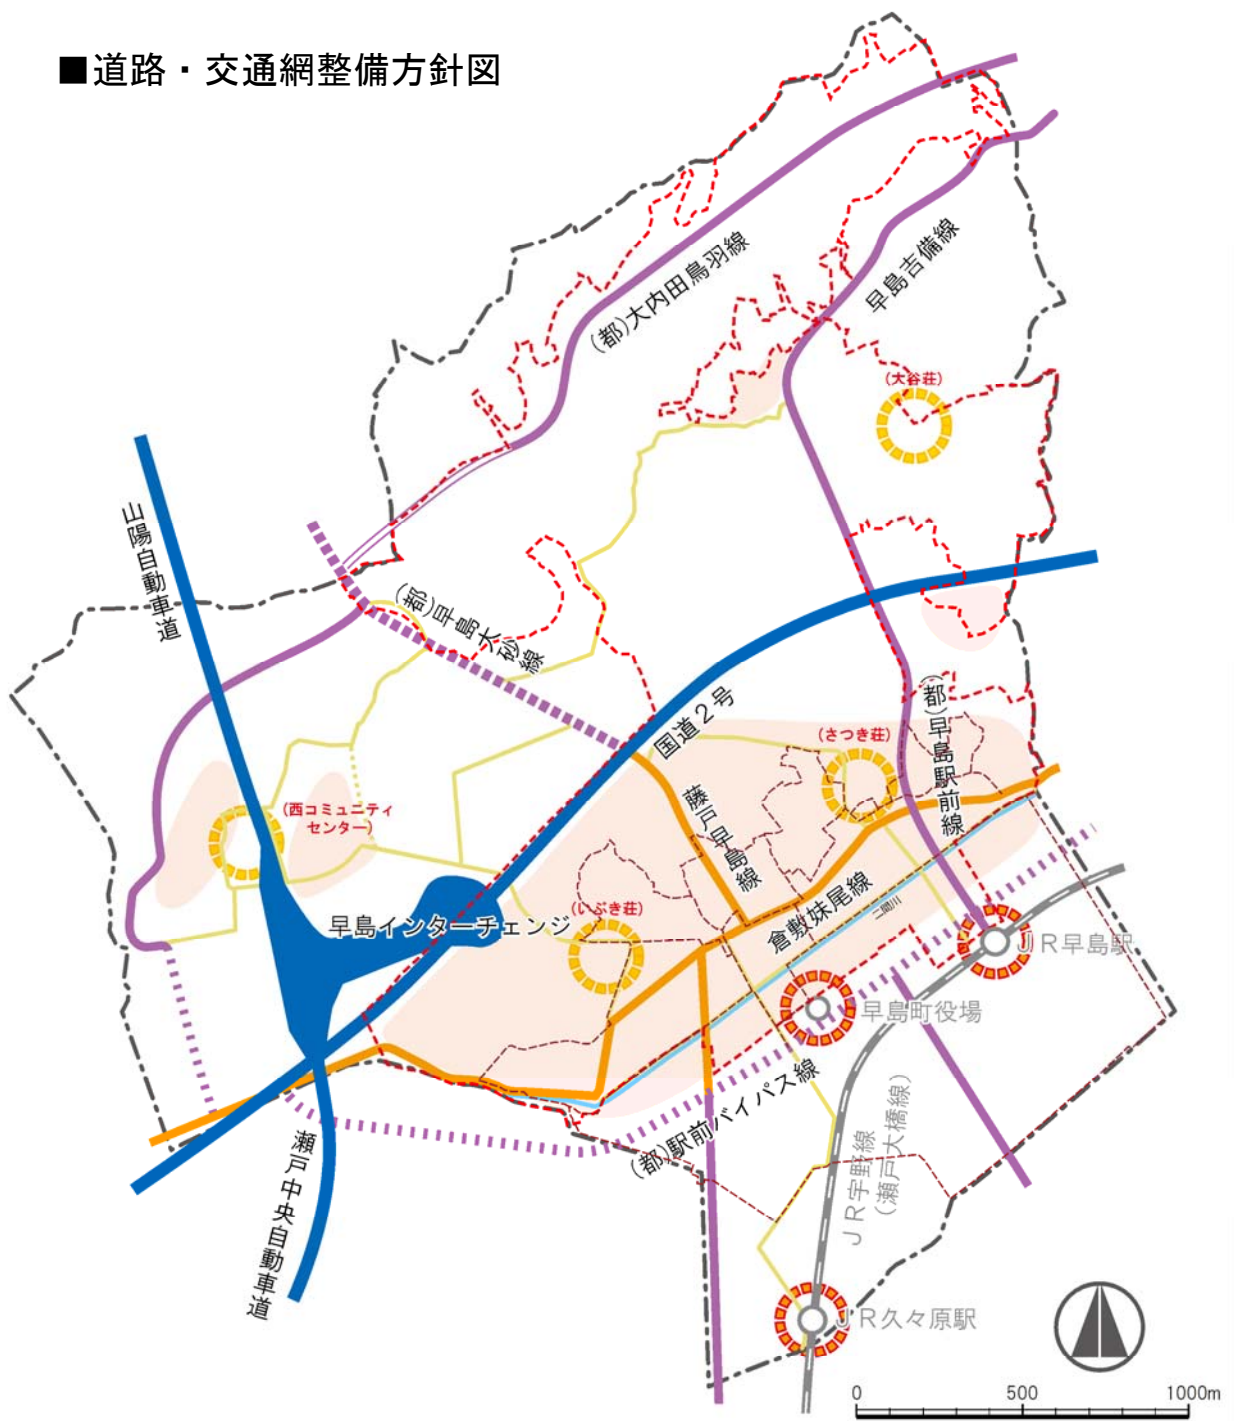 ■道路・交通網整備方針図
(都)大内田鳥羽線
早島吉備線
(大谷荘)
山陽自動車道
(都)早島大砂線
国道２号
(さつき荘)
(都)早島駅前線
藤戸早島線
(西コミュニティ
センター)
(いぶき荘)
早島インターチェンジ
倉敷妹尾線
二間川
ＪＲ早島駅
早島町役場
(都)駅前バイパス線
ＪＲ宇野線
（瀬戸大橋線）
瀬戸中央自動車道
ＪＲ久々原駅
0 500 1000m